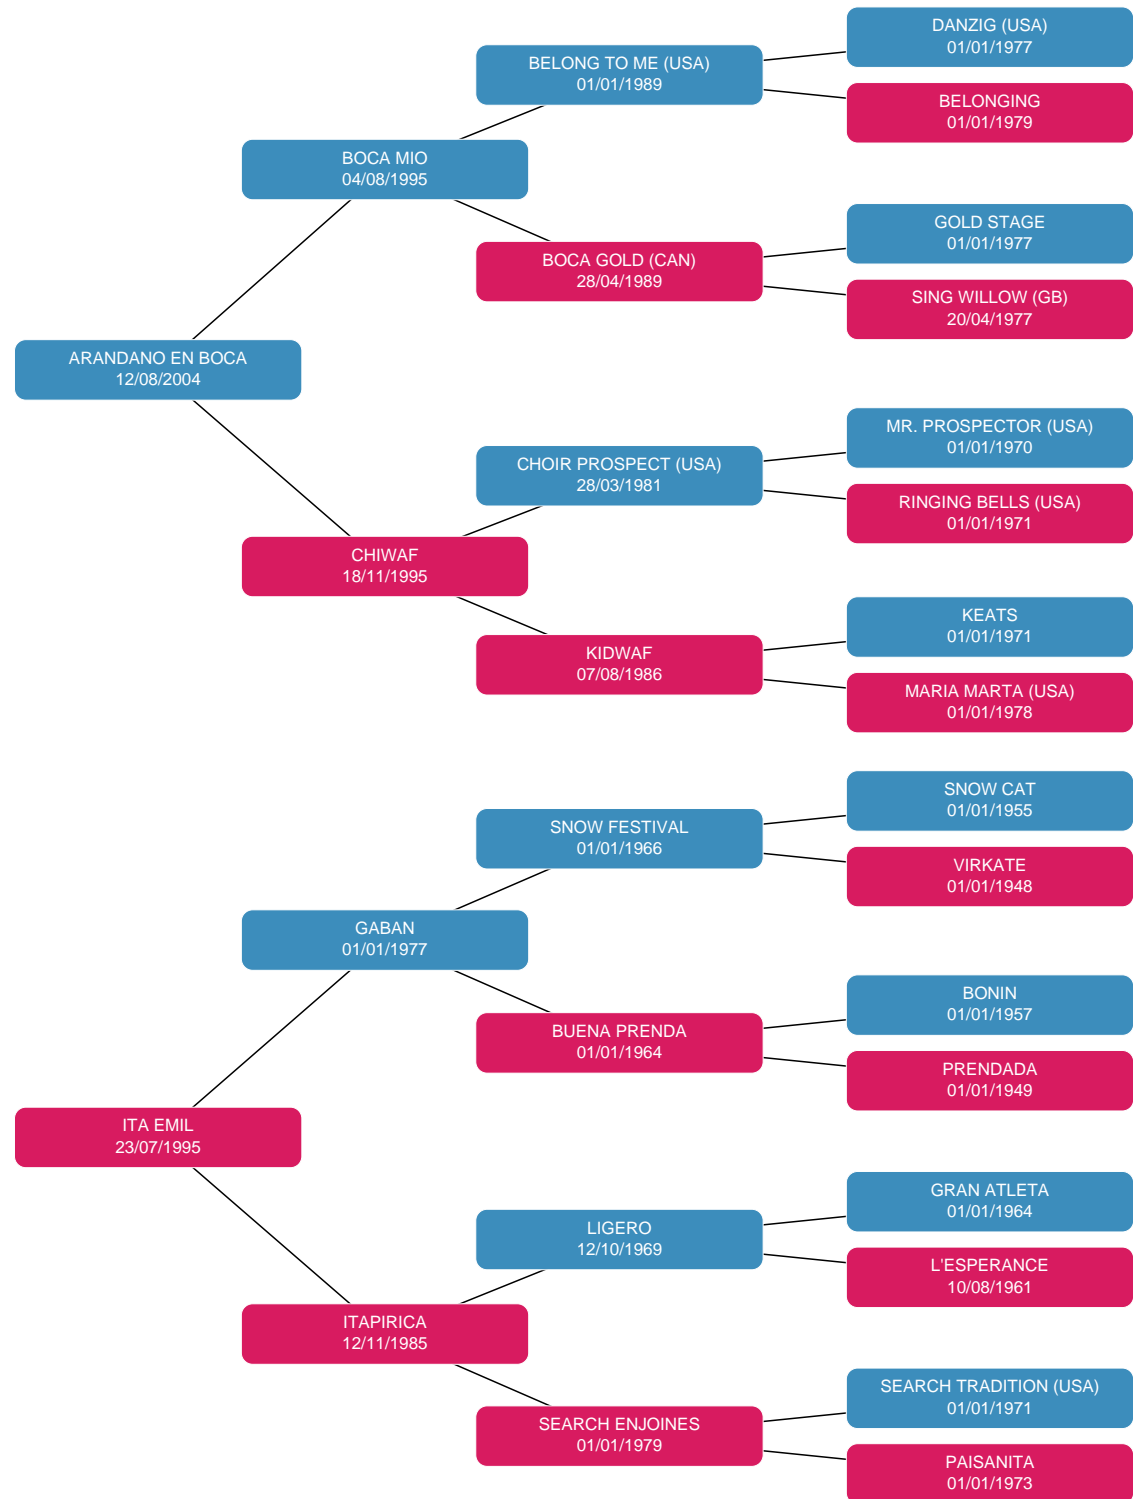 DANZIG (USA)
01/01/1977
BELONG TO ME (USA)
01/01/1989
BELONGING
01/01/1979
BOCA MIO
04/08/1995
GOLD STAGE
01/01/1977
BOCA GOLD (CAN)
28/04/1989
SING WILLOW (GB)
20/04/1977
ARANDANO EN BOCA
12/08/2004
MR. PROSPECTOR (USA)
01/01/1970
CHOIR PROSPECT (USA)
28/03/1981
RINGING BELLS (USA)
01/01/1971
CHIWAF
18/11/1995
KEATS
01/01/1971
KIDWAF
07/08/1986
MARIA MARTA (USA)
01/01/1978
SNOW CAT
01/01/1955
SNOW FESTIVAL
01/01/1966
VIRKATE
01/01/1948
GABAN
01/01/1977
BONIN
01/01/1957
BUENA PRENDA
01/01/1964
PRENDADA
01/01/1949
ITA EMIL
23/07/1995
GRAN ATLETA
01/01/1964
LIGERO
12/10/1969
L'ESPERANCE
10/08/1961
ITAPIRICA
12/11/1985
SEARCH TRADITION (USA)
01/01/1971
SEARCH ENJOINES
01/01/1979
PAISANITA
01/01/1973